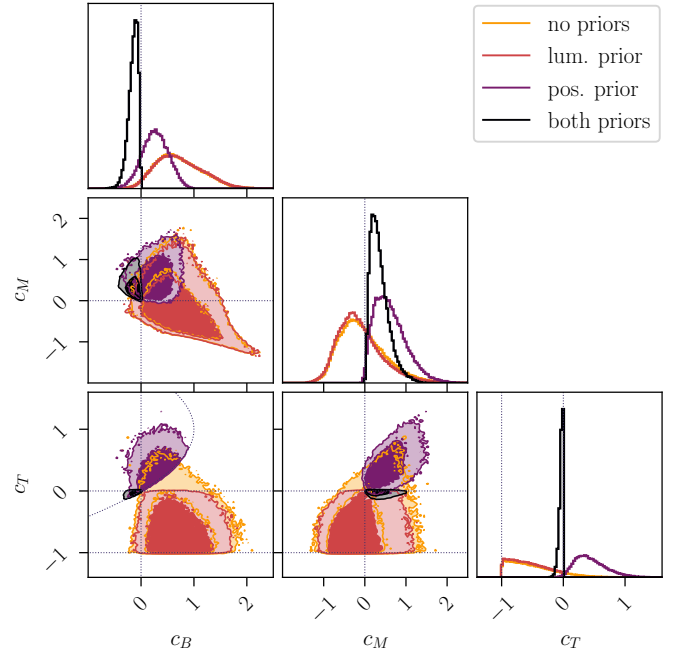 no priors
lum. prior
pos. prior
both priors
2
1
0
−1
c_M
1
0
−1
c_T
0
1
2
c_B
−1
0
1
2
c_M
−1
0
1
c_T